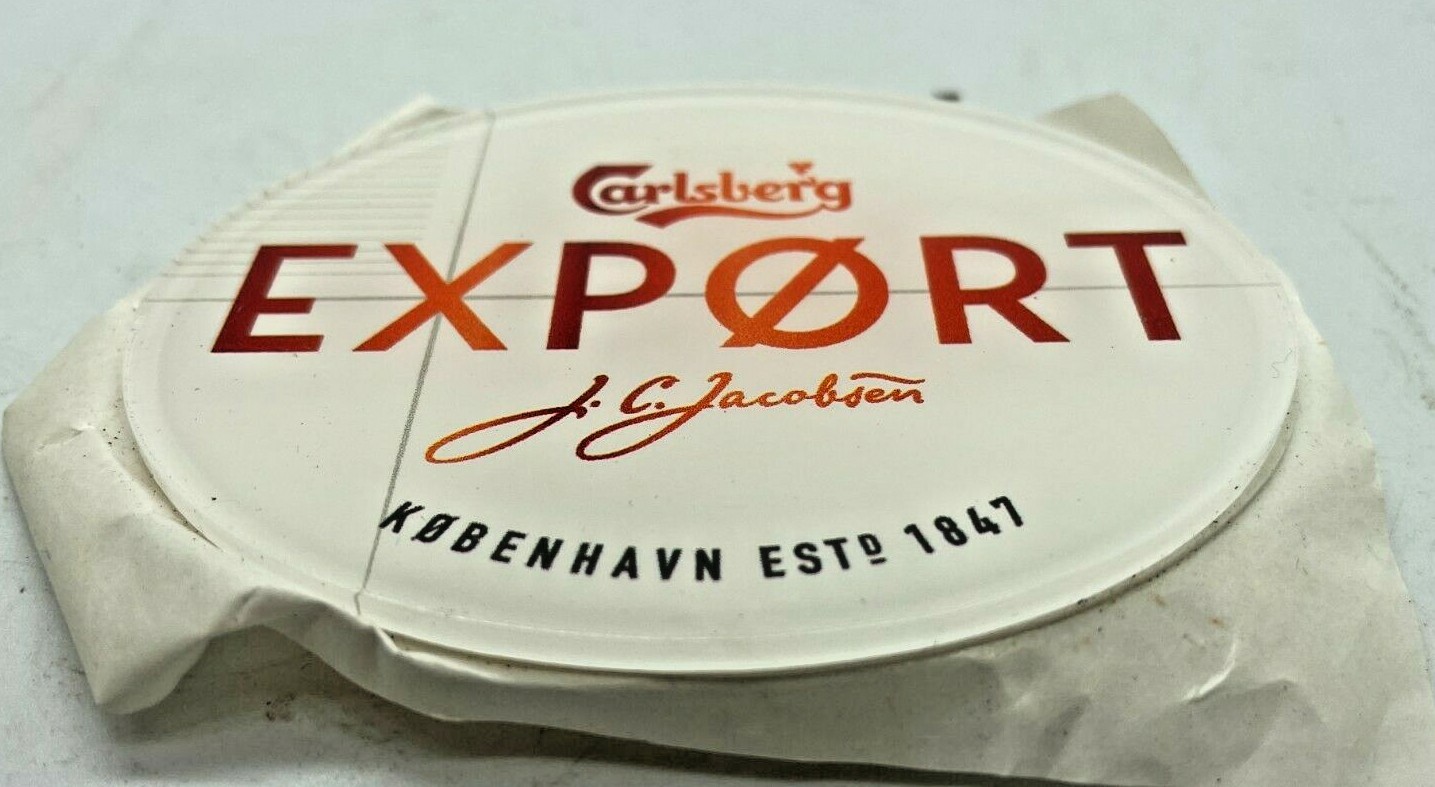 Carlsberg
EXPØRT
J.C. Jacobsen
KØBENHAVN ESTD 1847